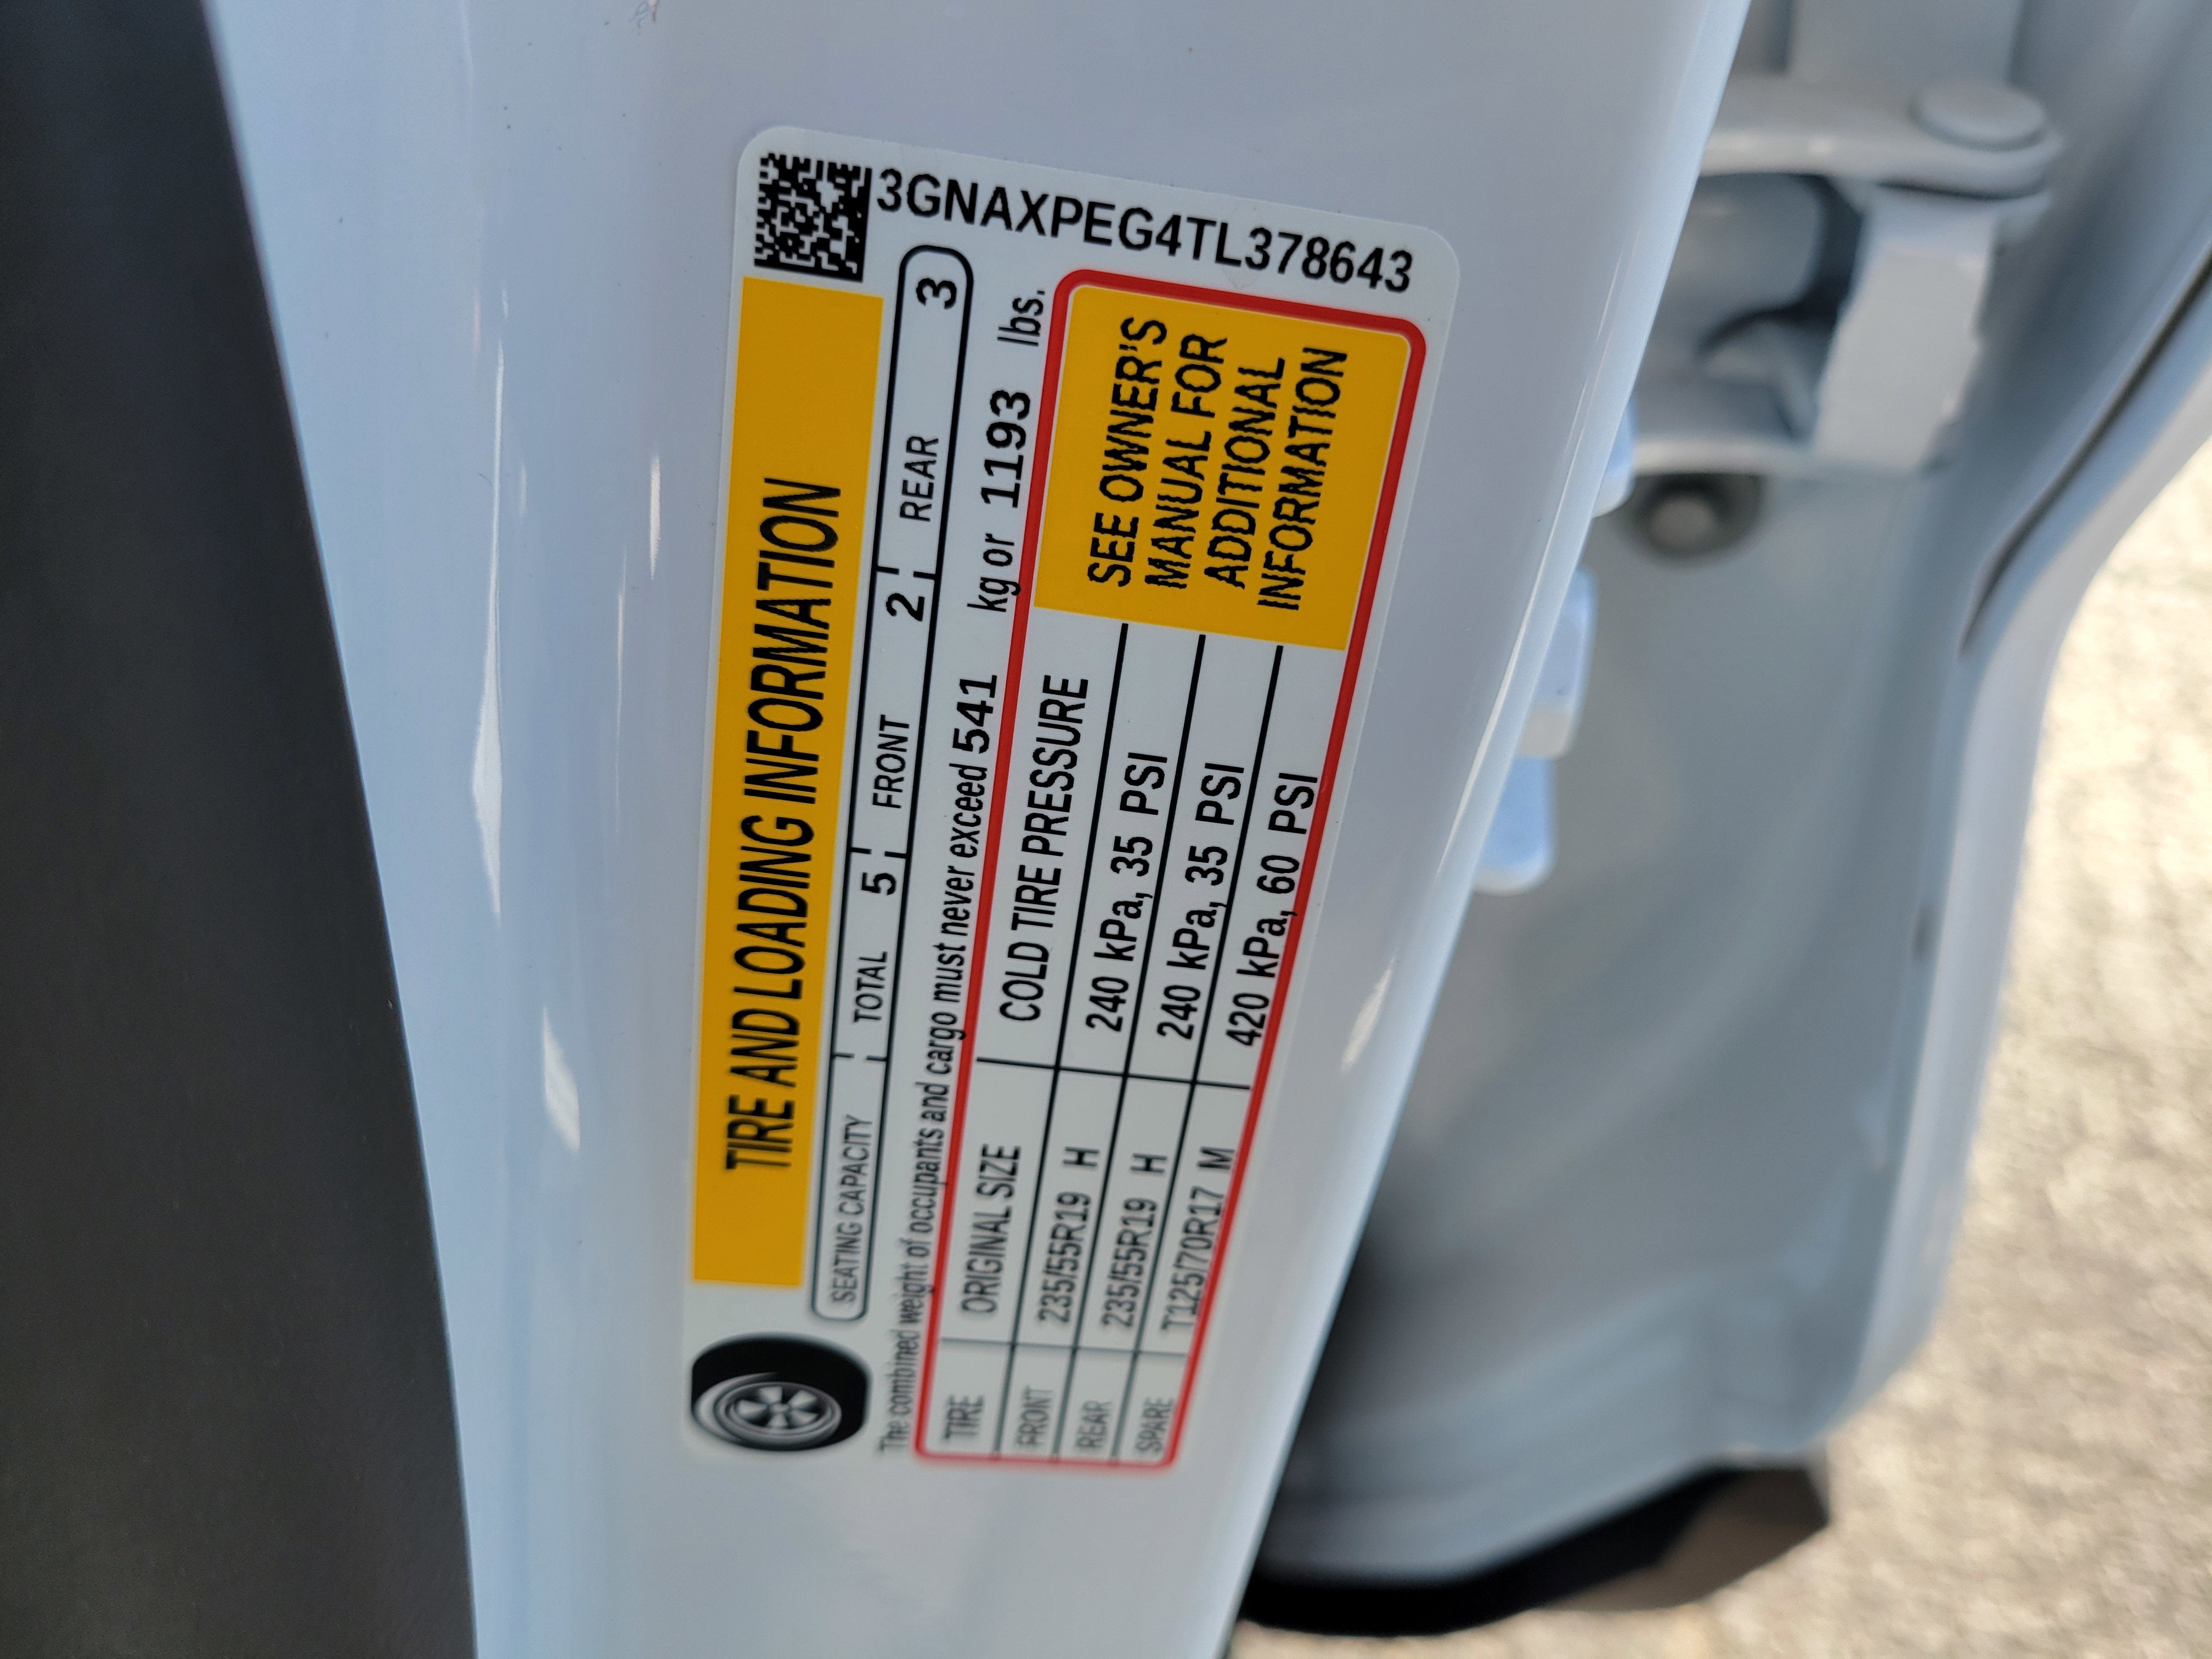 3GNAXPEG4TL378643
TIRE AND LOADING INFORMATION
SEATING CAPACITY TOTAL 5 FRONT 2 REAR 3
The combined weight of occupants and cargo must never exceed 541 kg or 1193 lbs.
TIRE ORIGINAL SIZE COLD TIRE PRESSURE
FRONT 235/55R19 H 240 kPa, 35 PSI
REAR 235/55R19 H 240 kPa, 35 PSI
SPARE T125/70R17 M 420 kPa, 60 PSI
SEE OWNER'S
MANUAL FOR
ADDITIONAL
INFORMATION